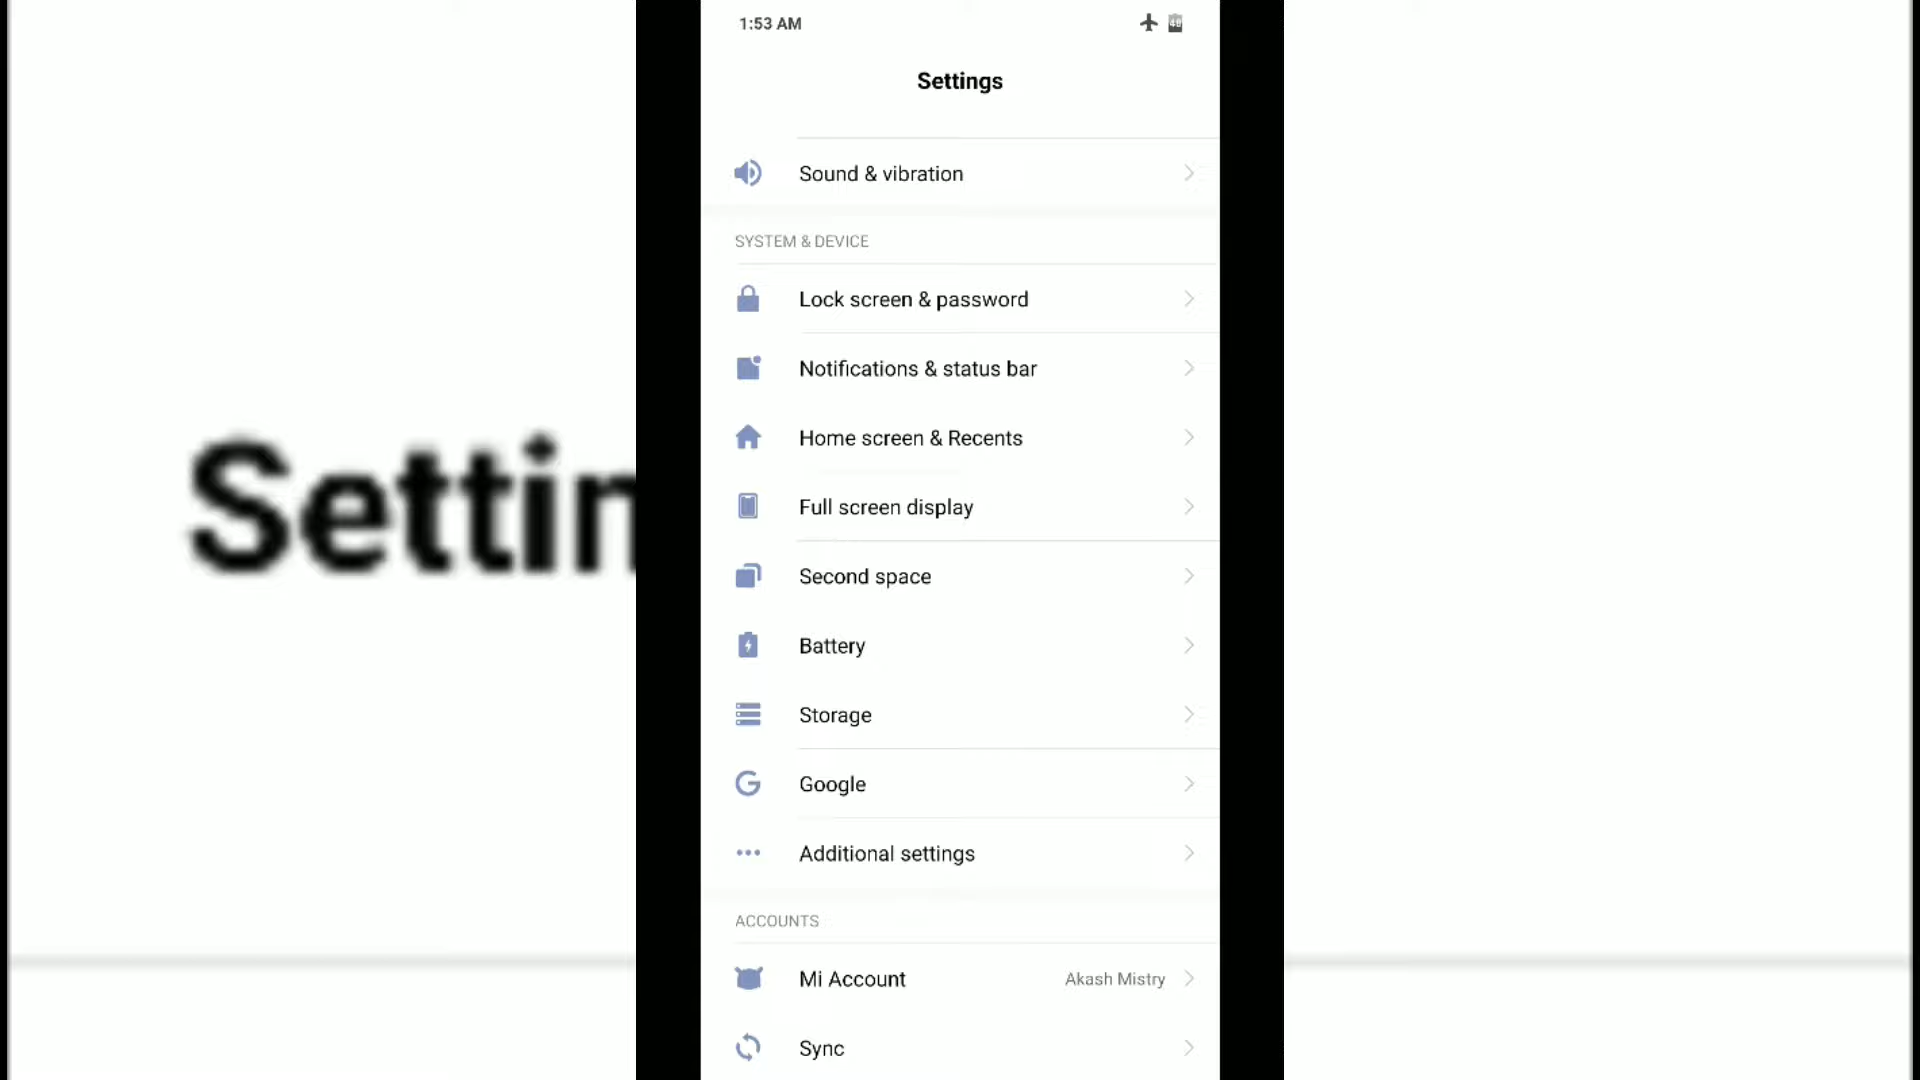 1:53 AM
Settings
Sound & vibration
SYSTEM & DEVICE
Lock screen & password
Notifications & status bar
Home screen & Recents
Settin
Full screen display
Second space
Battery
Storage
Google
Additional settings
ACCOUNTS
Mi Account Akash Mistry
Sync